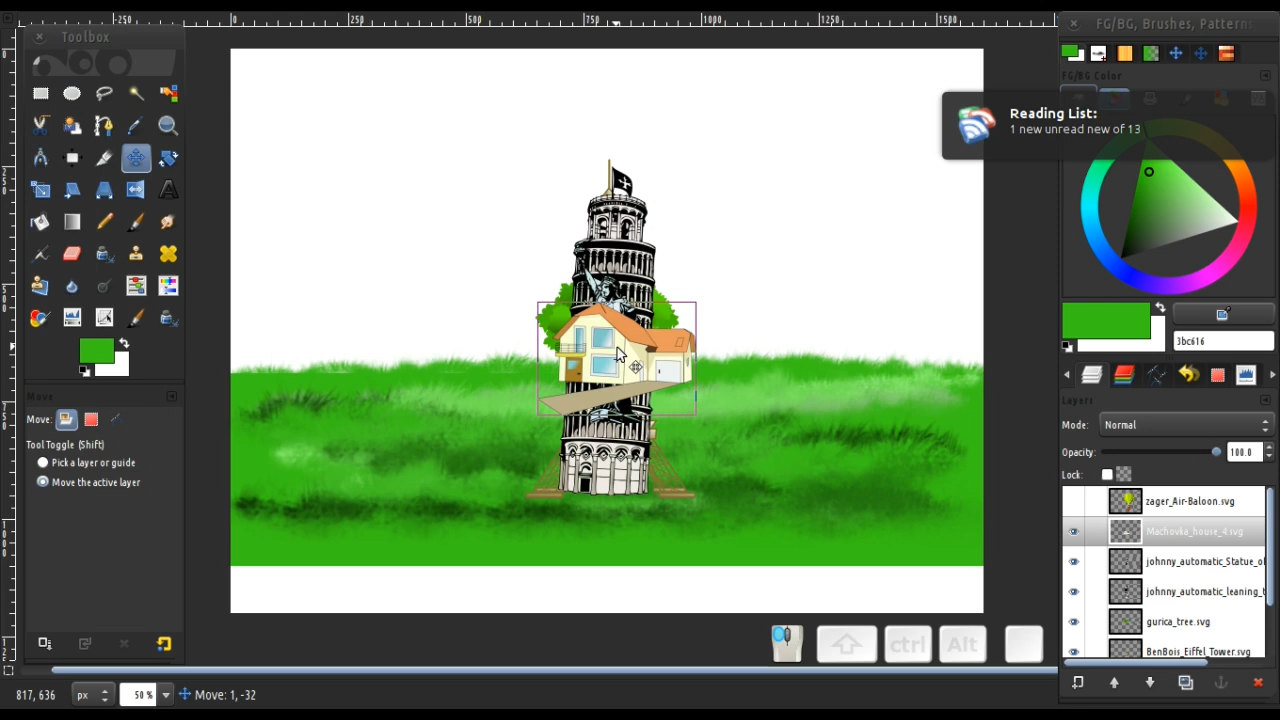 -250
0
250
500
750
1000
1250
1500
Toolbox
FG/BG, Brushes, Patterns
FG/BG Color
Reading List:
1 new unread new of 13
3bc616
Move
Move:
Tool Toggle (Shift)
Pick a layer or guide
Move the active layer
Layers
Mode:
Normal
Opacity:
100.0
Lock:
zager_Air-Baloon.svg
Machovka_house_4.svg
johnny_automatic_Statue_o
johnny_automatic_leaning_t
gurica_tree.svg
BenBois_Eiffel_Tower.svg
ctrl
Alt
817, 636
px
50 %
Move: 1, -32